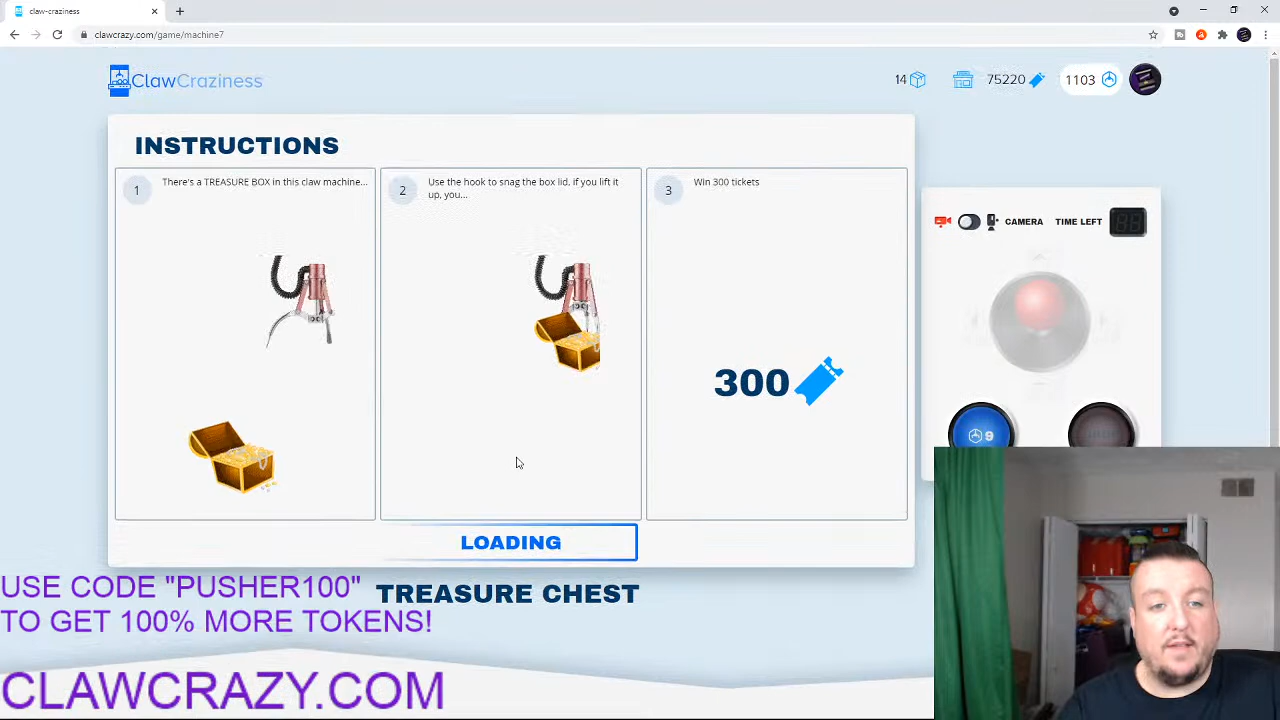 claw-craziness
clawcrazy.com/game/machine7
ClawCraziness
14
75220
1103
INSTRUCTIONS
1
There's a TREASURE BOX in this claw machine...
2
Use the hook to snag the box lid. if you lift it
up, you...
3
Win 300 tickets
300
CAMERA
TIME LEFT
9
LOADING
TREASURE CHEST
USE CODE "PUSHER100"
TO GET 100% MORE TOKENS!
CLAWCRAZY.COM